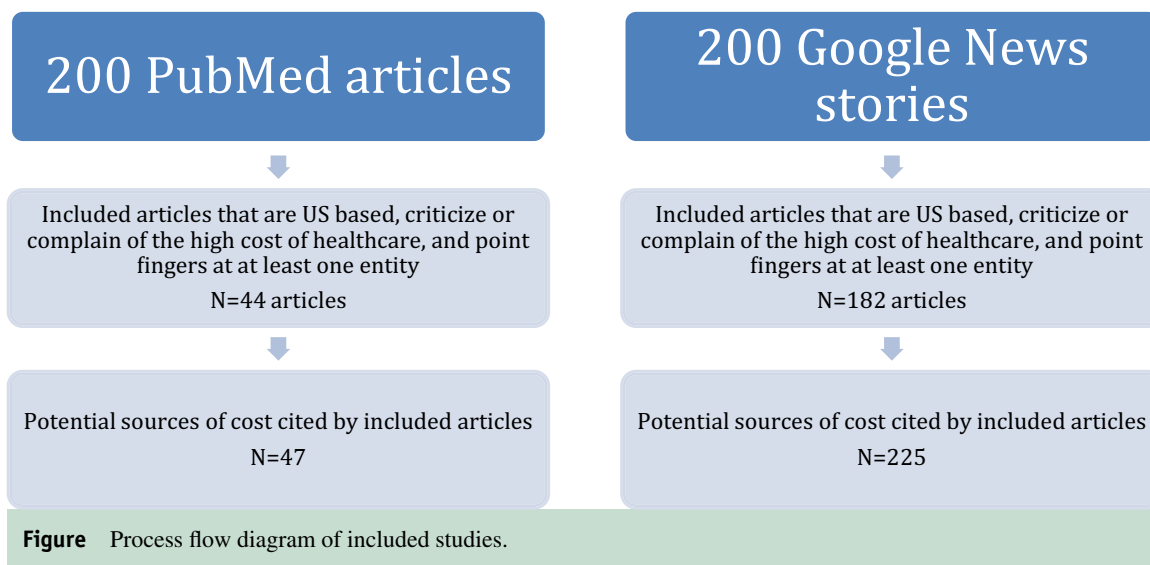 200 PubMed articles
Included articles that are US based, criticize or
complain of the high cost of healthcare, and point
fingers at at least one entity
N=44 articles
Potential sources of cost cited by included articles
N=47
200 Google News
stories
Included articles that are US based, criticize or
complain of the high cost of healthcare, and point
fingers at at least one entity
N=182 articles
Potential sources of cost cited by included articles
N=225
Figure Process flow diagram of included studies.